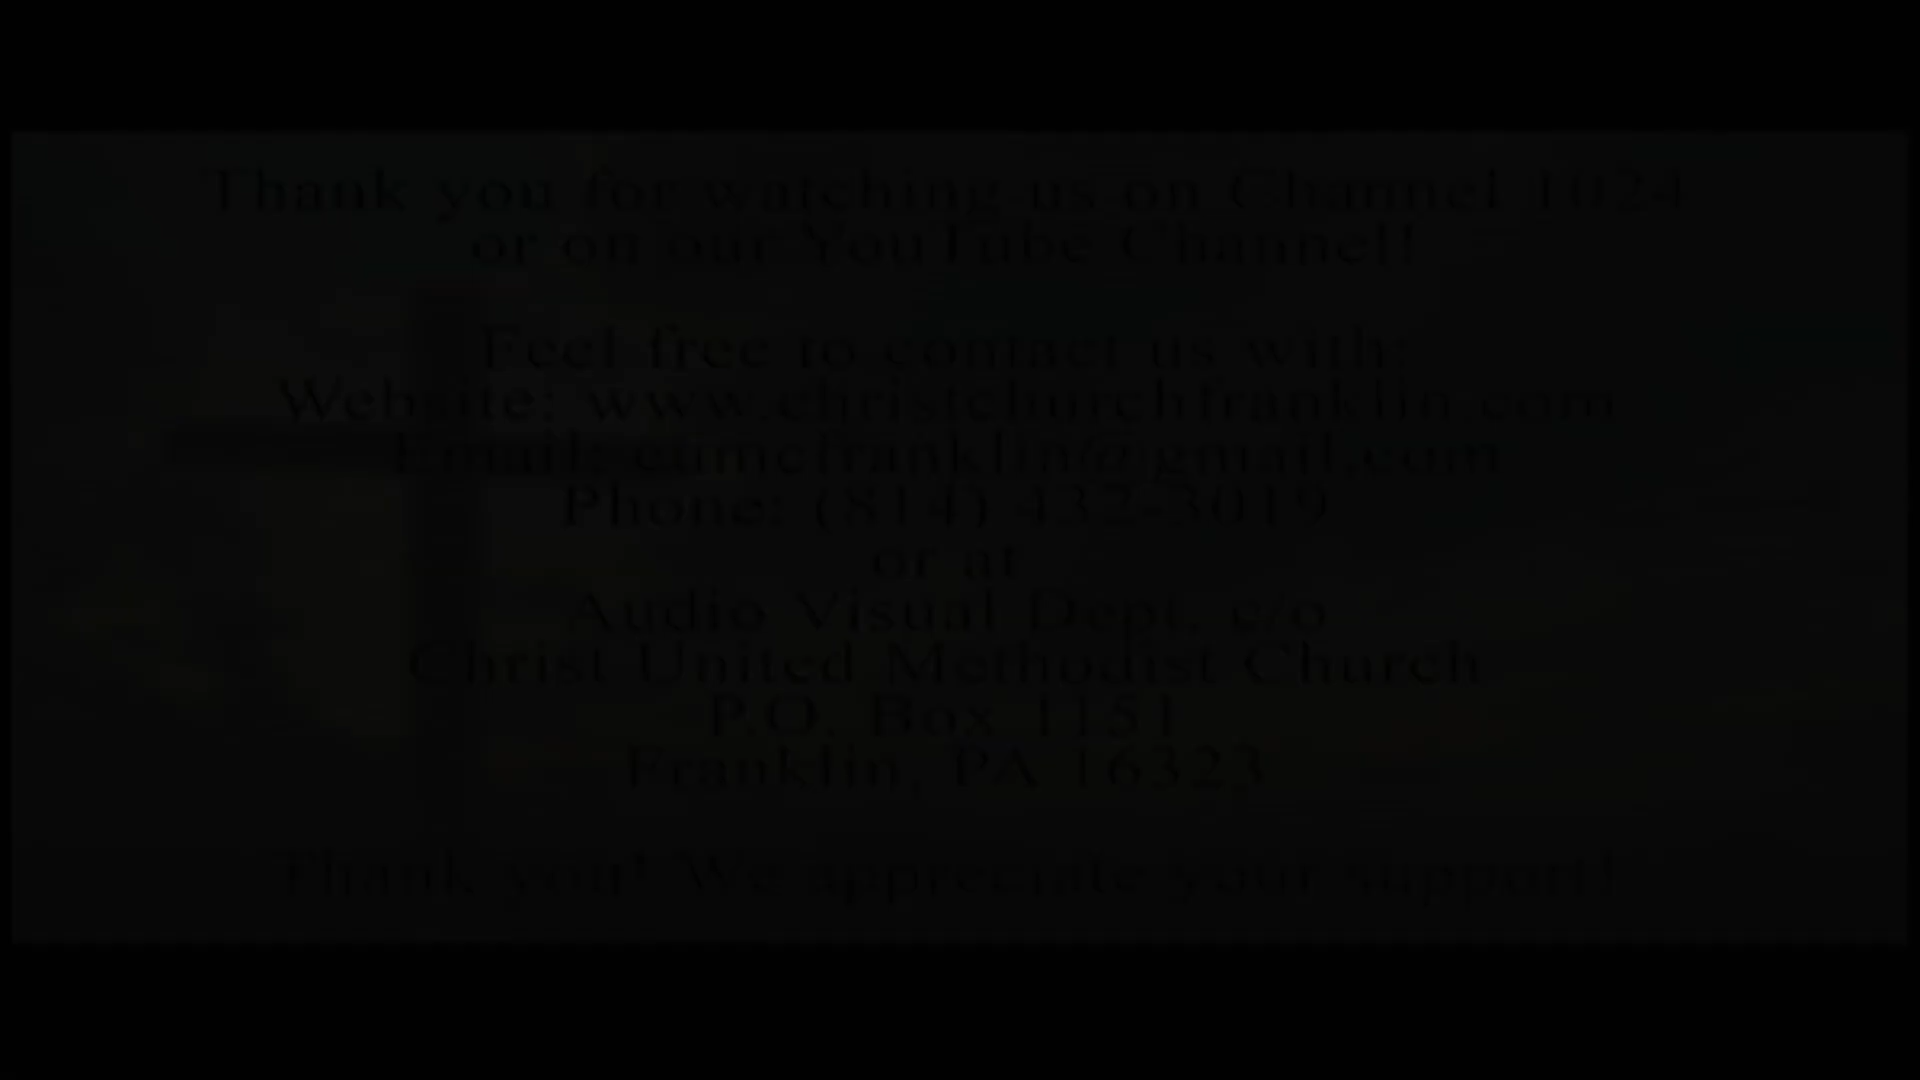 Thank you for watching us on Channel 1024
or on our YouTube Channel!
Feel free to contact us with:
Website: www.christchurchfranklin.com
Email: cumcfranklin@gmail.com
Phone: (814) 432-3019
or at
Audio Visual Dept. c/o
Christ United Methodist Church
P.O. Box 1151
Franklin, PA 16323
Thank you! We appreciate your support!